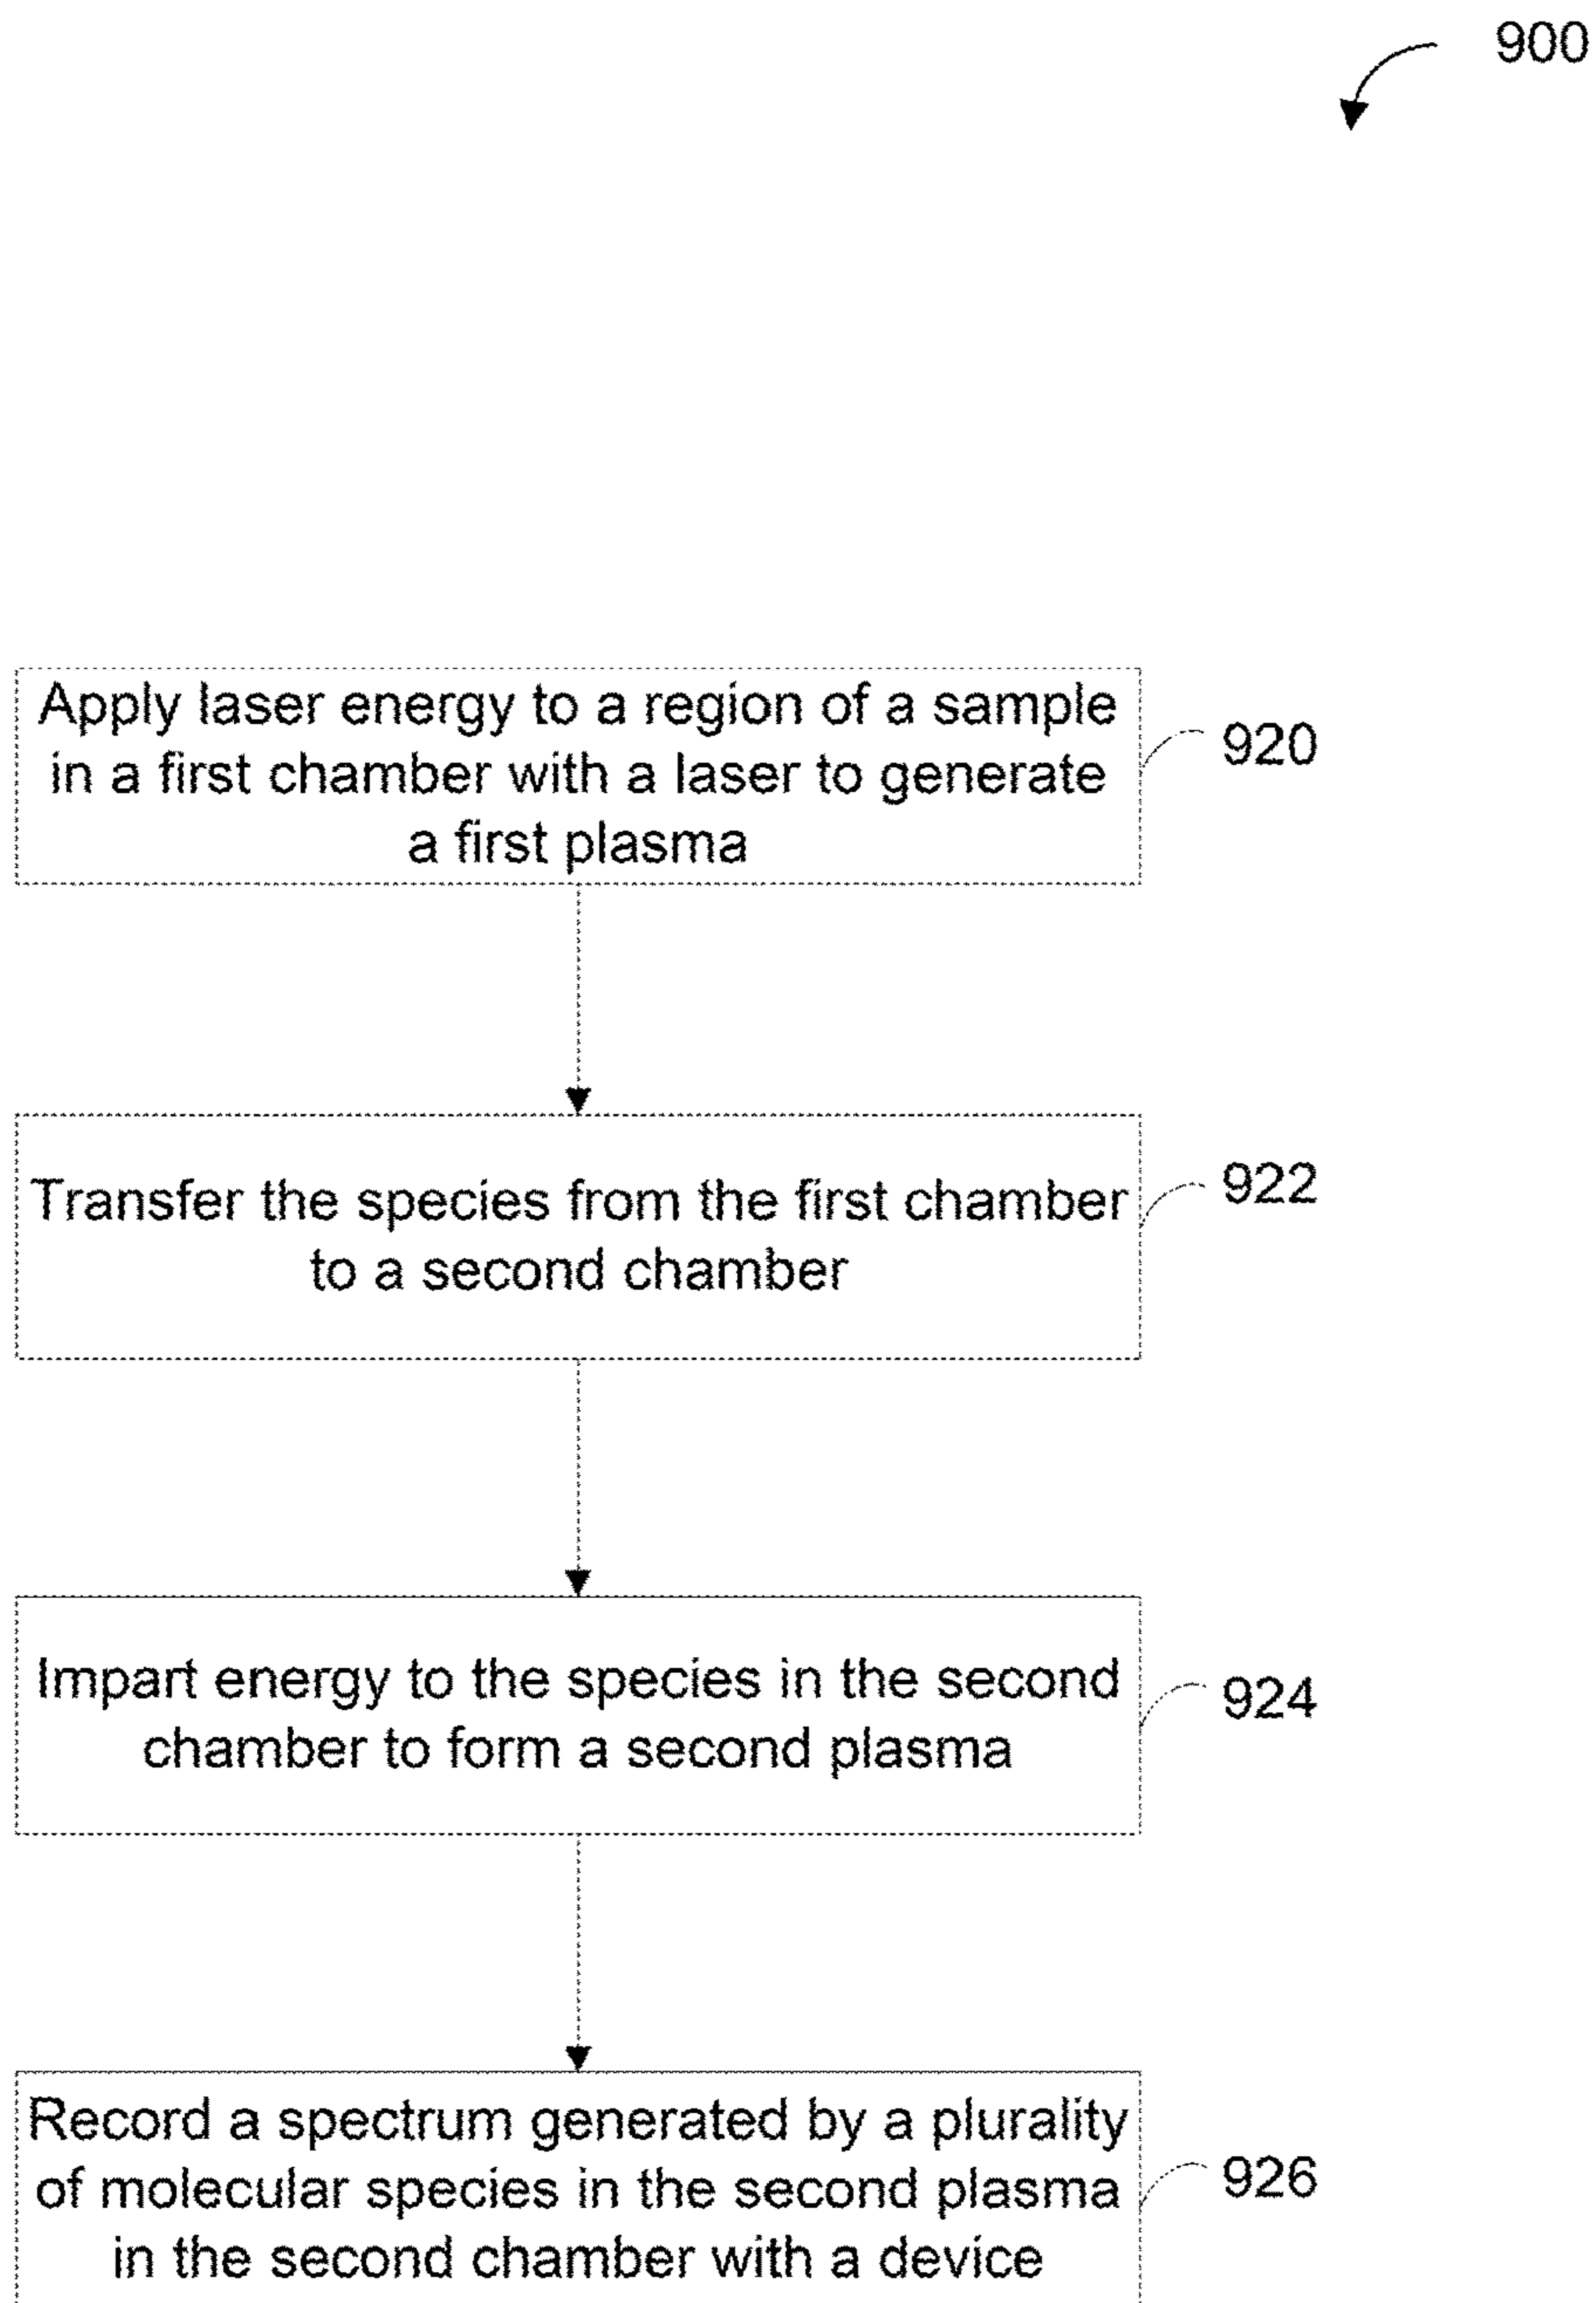 900
Apply laser energy to a region of a sample
in a first chamber with a laser to generate
a first plasma
920
Transfer the species from the first chamber
to a second chamber
922
Impart energy to the species in the second
chamber to form a second plasma
924
Record a spectrum generated by a plurality
of molecular species in the second plasma
in the second chamber with a device
926